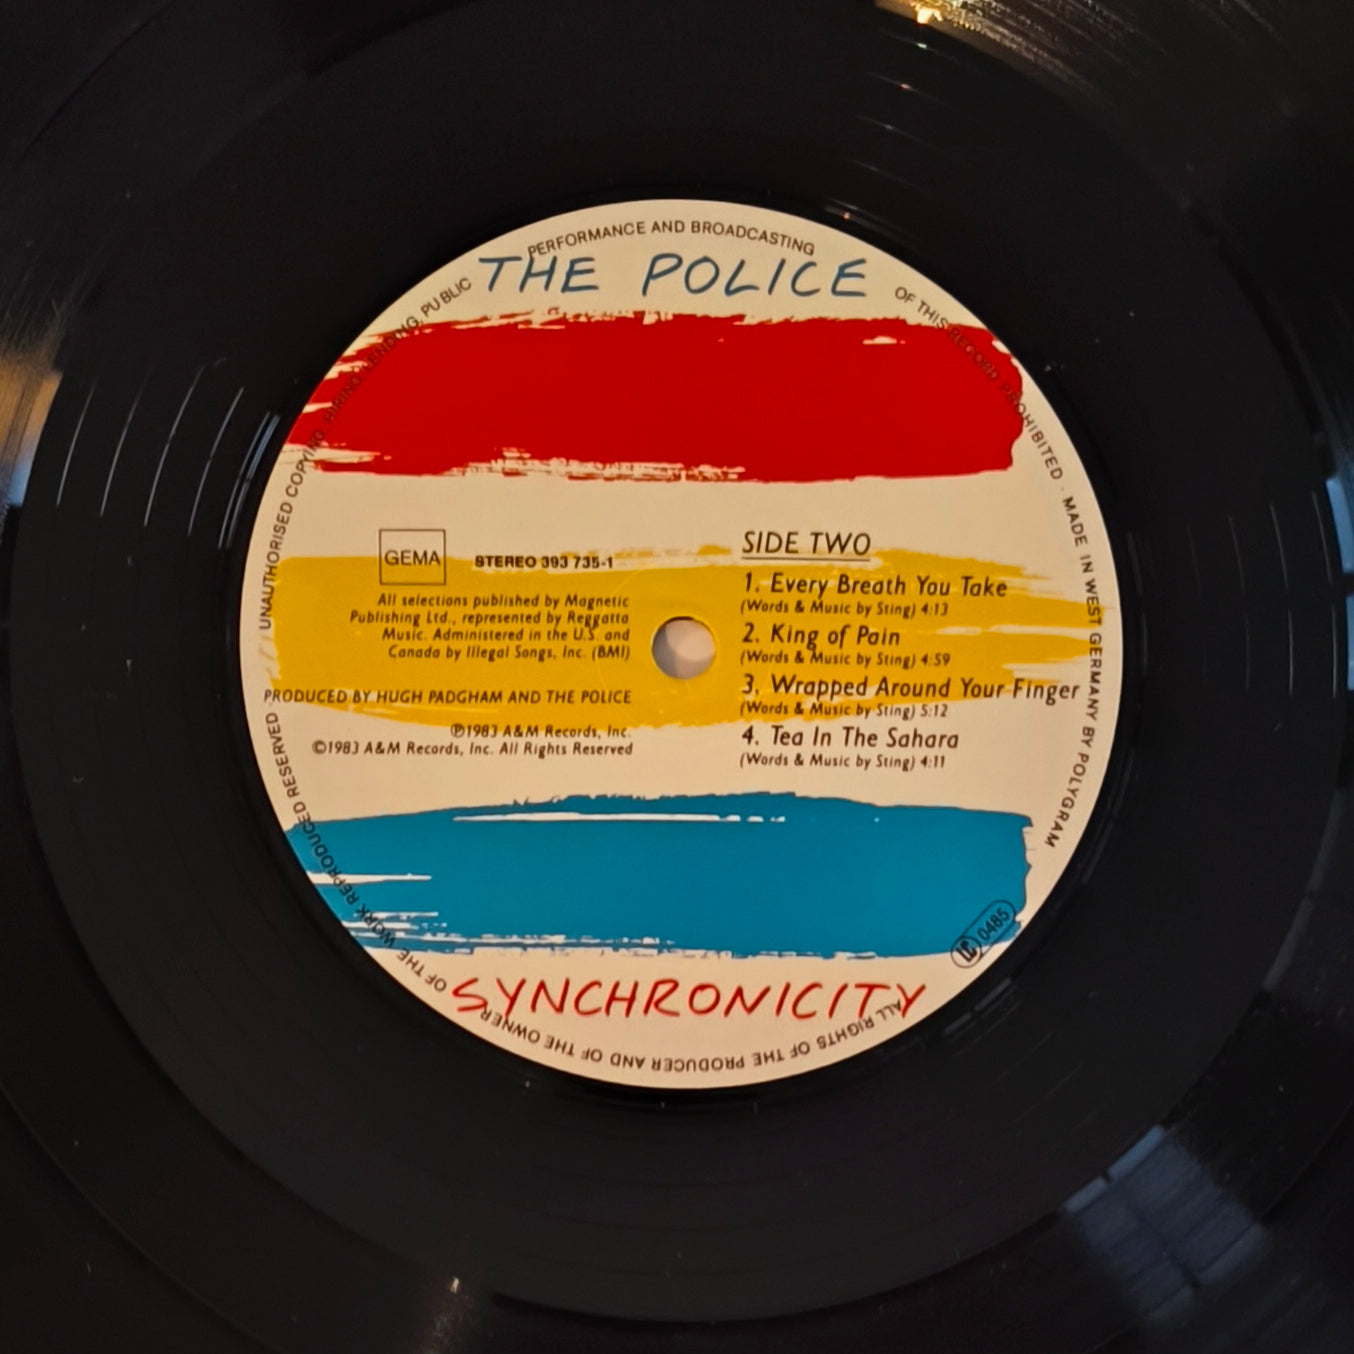 THE POLICE
GEMA
STEREO 393 735-1
All selections published by Magnetic
Publishing Ltd., represented by Reggatta
Music. Administered in the U.S. and
Canada by Illegal Songs, Inc. (BMI)
PRODUCED BY HUGH PADGHAM AND THE POLICE
℗1983 A&M Records, Inc.
©1983 A&M Records, Inc. All Rights Reserved
SIDE TWO
1. Every Breath You Take
(Words & Music by Sting) 4:13
2. King of Pain
(Words & Music by Sting) 4:59
3. Wrapped Around Your Finger
(Words & Music by Sting) 5:12
4. Tea In The Sahara
(Words & Music by Sting) 4:11
LC 0485
SYNCHRONICITY
ALL RIGHTS OF THE PRODUCER AND OF THE OWNER OF THE WORK REPRODUCED RESERVED · UNAUTHORISED COPYING, HIRING, LENDING, PUBLIC PERFORMANCE AND BROADCASTING OF THIS RECORD PROHIBITED · MADE IN WEST GERMANY BY POLYGRAM